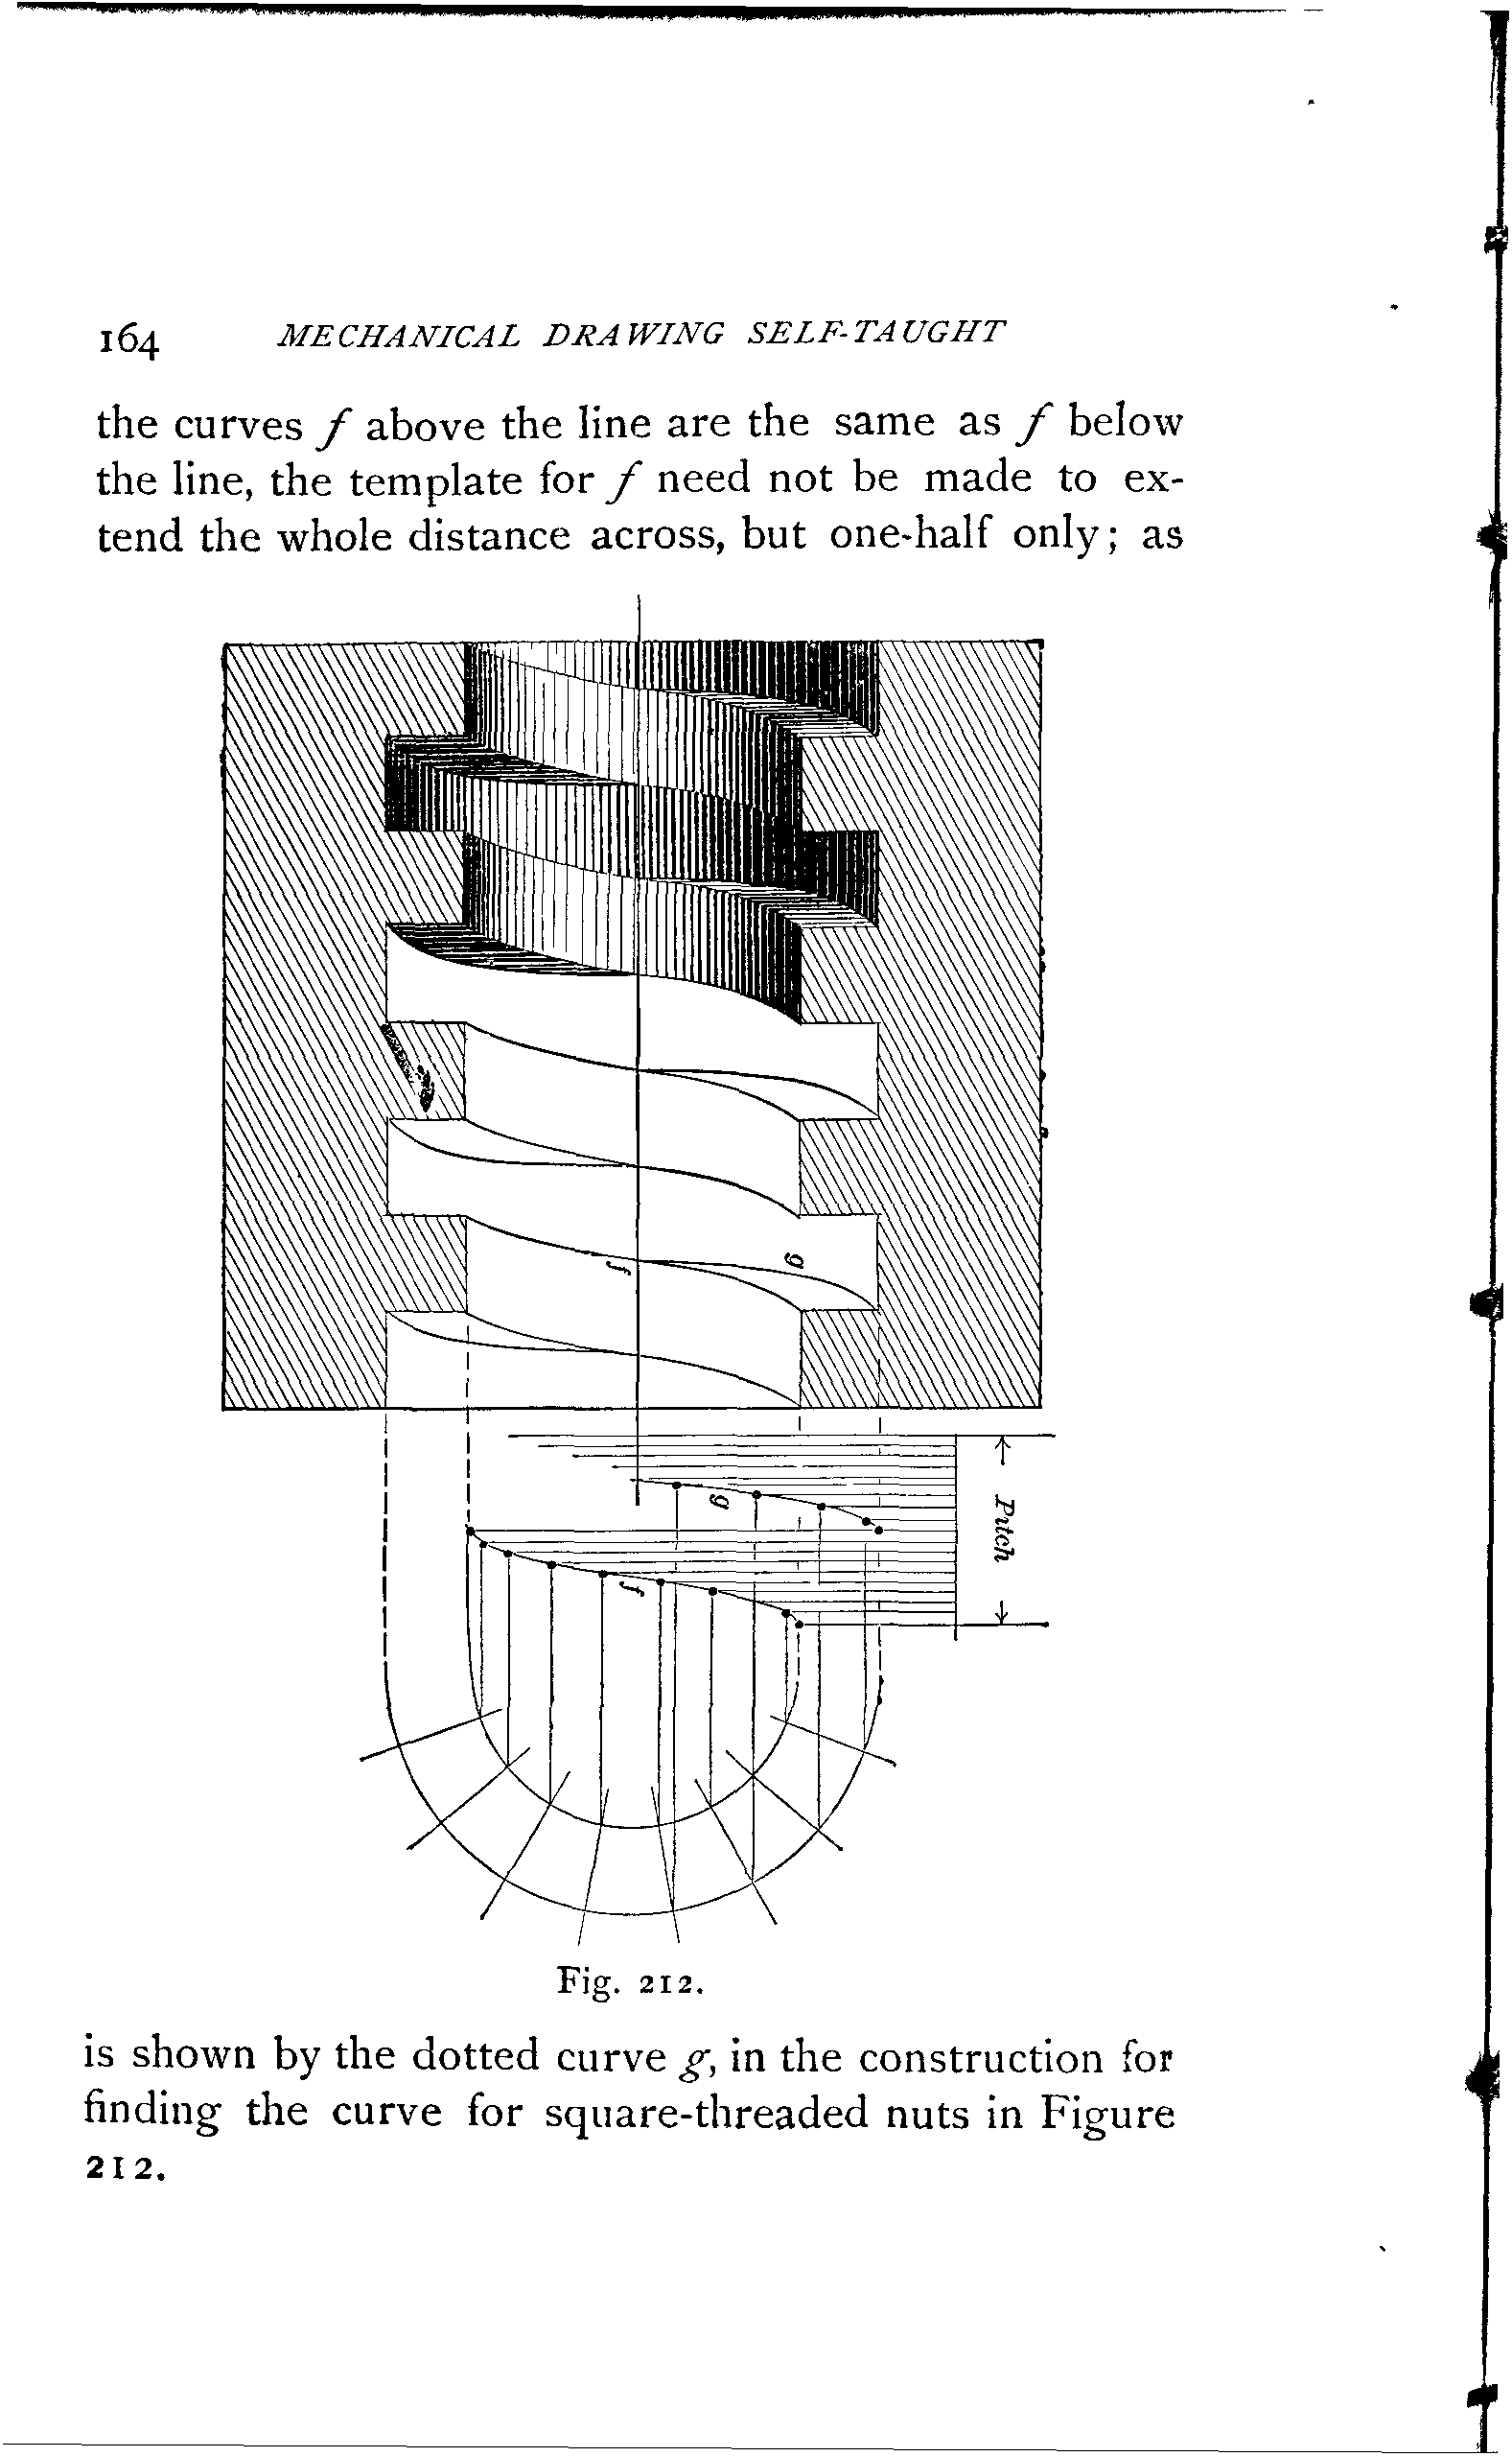 164 MECHANICAL DRAWING SELF-TAUGHT
the curves f above the line are the same as f below
the line, the template for f need not be made to ex-
tend the whole distance across, but one-half only; as
g
f
g
Pitch
f
Fig. 212.
is shown by the dotted curve g, in the construction for
finding the curve for square-threaded nuts in Figure
212.